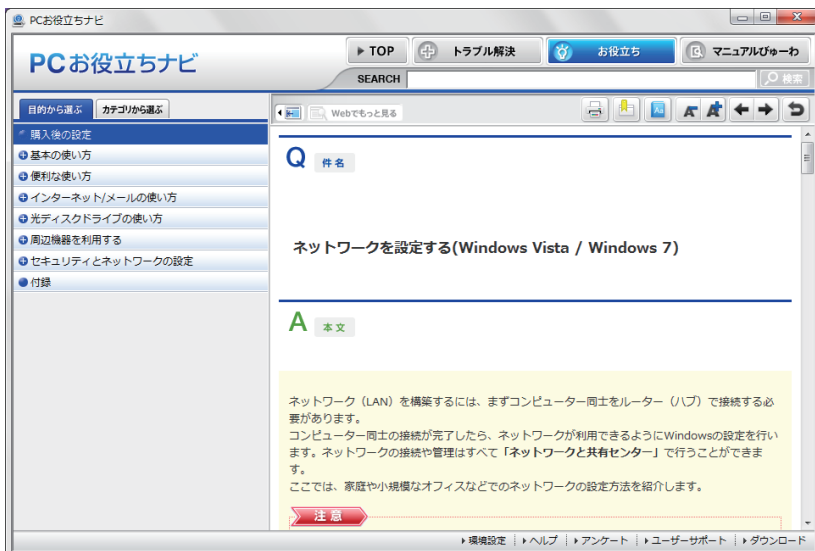 PCお役立ちナビ
PCお役立ちナビ
TOP
トラブル解決
お役立ち
マニュアルびゅーわ
SEARCH
検索
目的から選ぶ
カテゴリから選ぶ
Webでもっと見る
購入後の設定
基本の使い方
便利な使い方
インターネット/メールの使い方
光ディスクドライブの使い方
周辺機器を利用する
セキュリティとネットワークの設定
付録
Q 件名
ネットワークを設定する(Windows Vista / Windows 7)
A 本文
ネットワーク（LAN）を構築するには、まずコンピューター同士をルーター（ハブ）で接続する必
要があります。
コンピューター同士の接続が完了したら、ネットワークが利用できるようにWindowsの設定を行い
ます。ネットワークの接続や管理はすべて「ネットワークと共有センター」で行うことができま
す。
ここでは、家庭や小規模なオフィスなどでのネットワークの設定方法を紹介します。
注意
環境設定
ヘルプ
アンケート
ユーザーサポート
ダウンロード